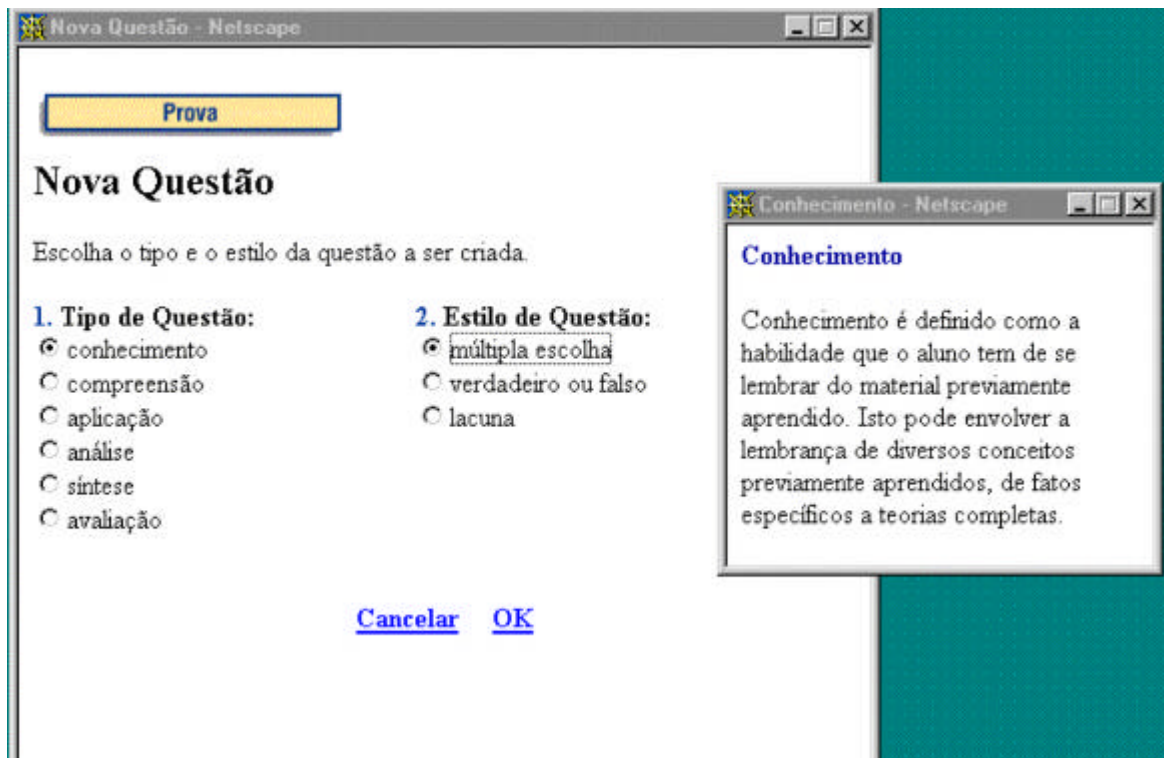 Nova Questão - Netscape
Prova
Nova Questão
Escolha o tipo e o estilo da questão a ser criada.
1. Tipo de Questão:
conhecimento
compreensão
aplicação
análise
síntese
avaliação
2. Estilo de Questão:
múltipla escolha
verdadeiro ou falso
lacuna
Cancelar OK
Conhecimento - Netscape
Conhecimento
Conhecimento é definido como a
habilidade que o aluno tem de se
lembrar do material previamente
aprendido. Isto pode envolver a
lembrança de diversos conceitos
previamente aprendidos, de fatos
específicos a teorias completas.